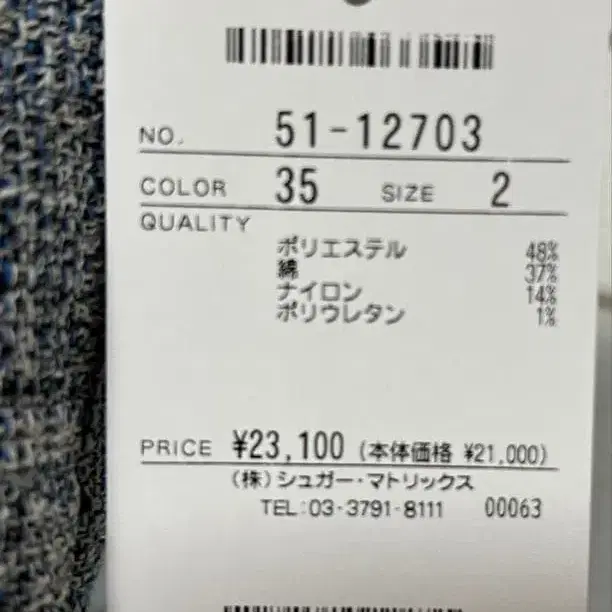 NO. 51-12703
COLOR 35 SIZE 2
QUALITY
ポリエステル 48%
綿 37%
ナイロン 14%
ポリウレタン 1%
PRICE ¥23,100 (本体価格 ¥21,000)
(株)シュガー・マトリックス
TEL:03-3791-8111 00063